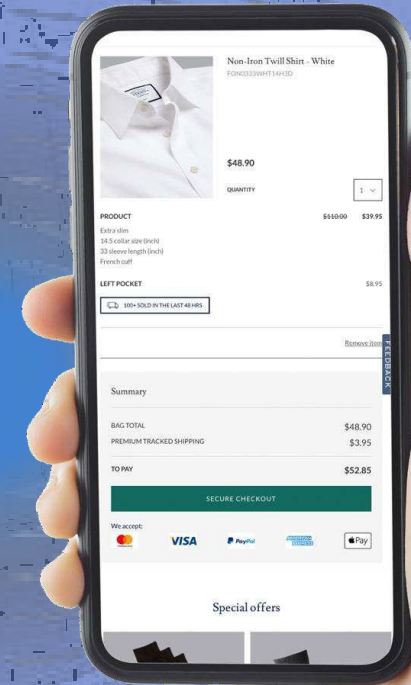 Non-Iron Twill Shirt - White
FON0323WHT14H3D
$48.90
QUANTITY 1
PRODUCT $110.00 $39.95
Extra slim
14.5 collar size (inch)
33 sleeve length (inch)
French cuff
LEFT POCKET $8.95
100+ SOLD IN THE LAST 48 HRS
Remove item
FEEDBACK
Summary
BAG TOTAL $48.90
PREMIUM TRACKED SHIPPING $3.95
TO PAY $52.85
SECURE CHECKOUT
We accept:
VISA PayPal AMERICAN EXPRESS Pay
Special offers